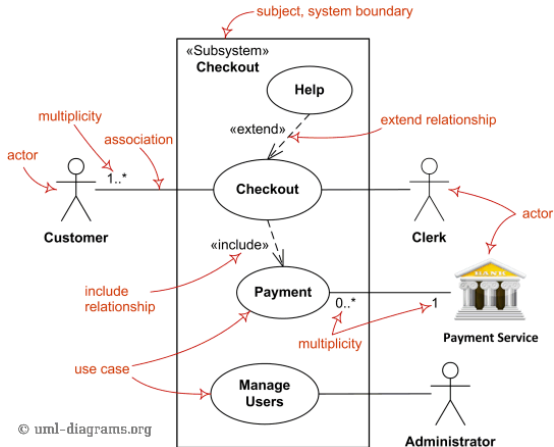 subject, system boundary
«Subsystem»
Checkout
Help
multiplicity
«extend»
extend relationship
association
actor
1..*
Checkout
Customer
Clerk
actor
«include»
BANK
include
relationship
Payment
0..*
1
Payment Service
multiplicity
use case
Manage
Users
© uml-diagrams.org
Administrator